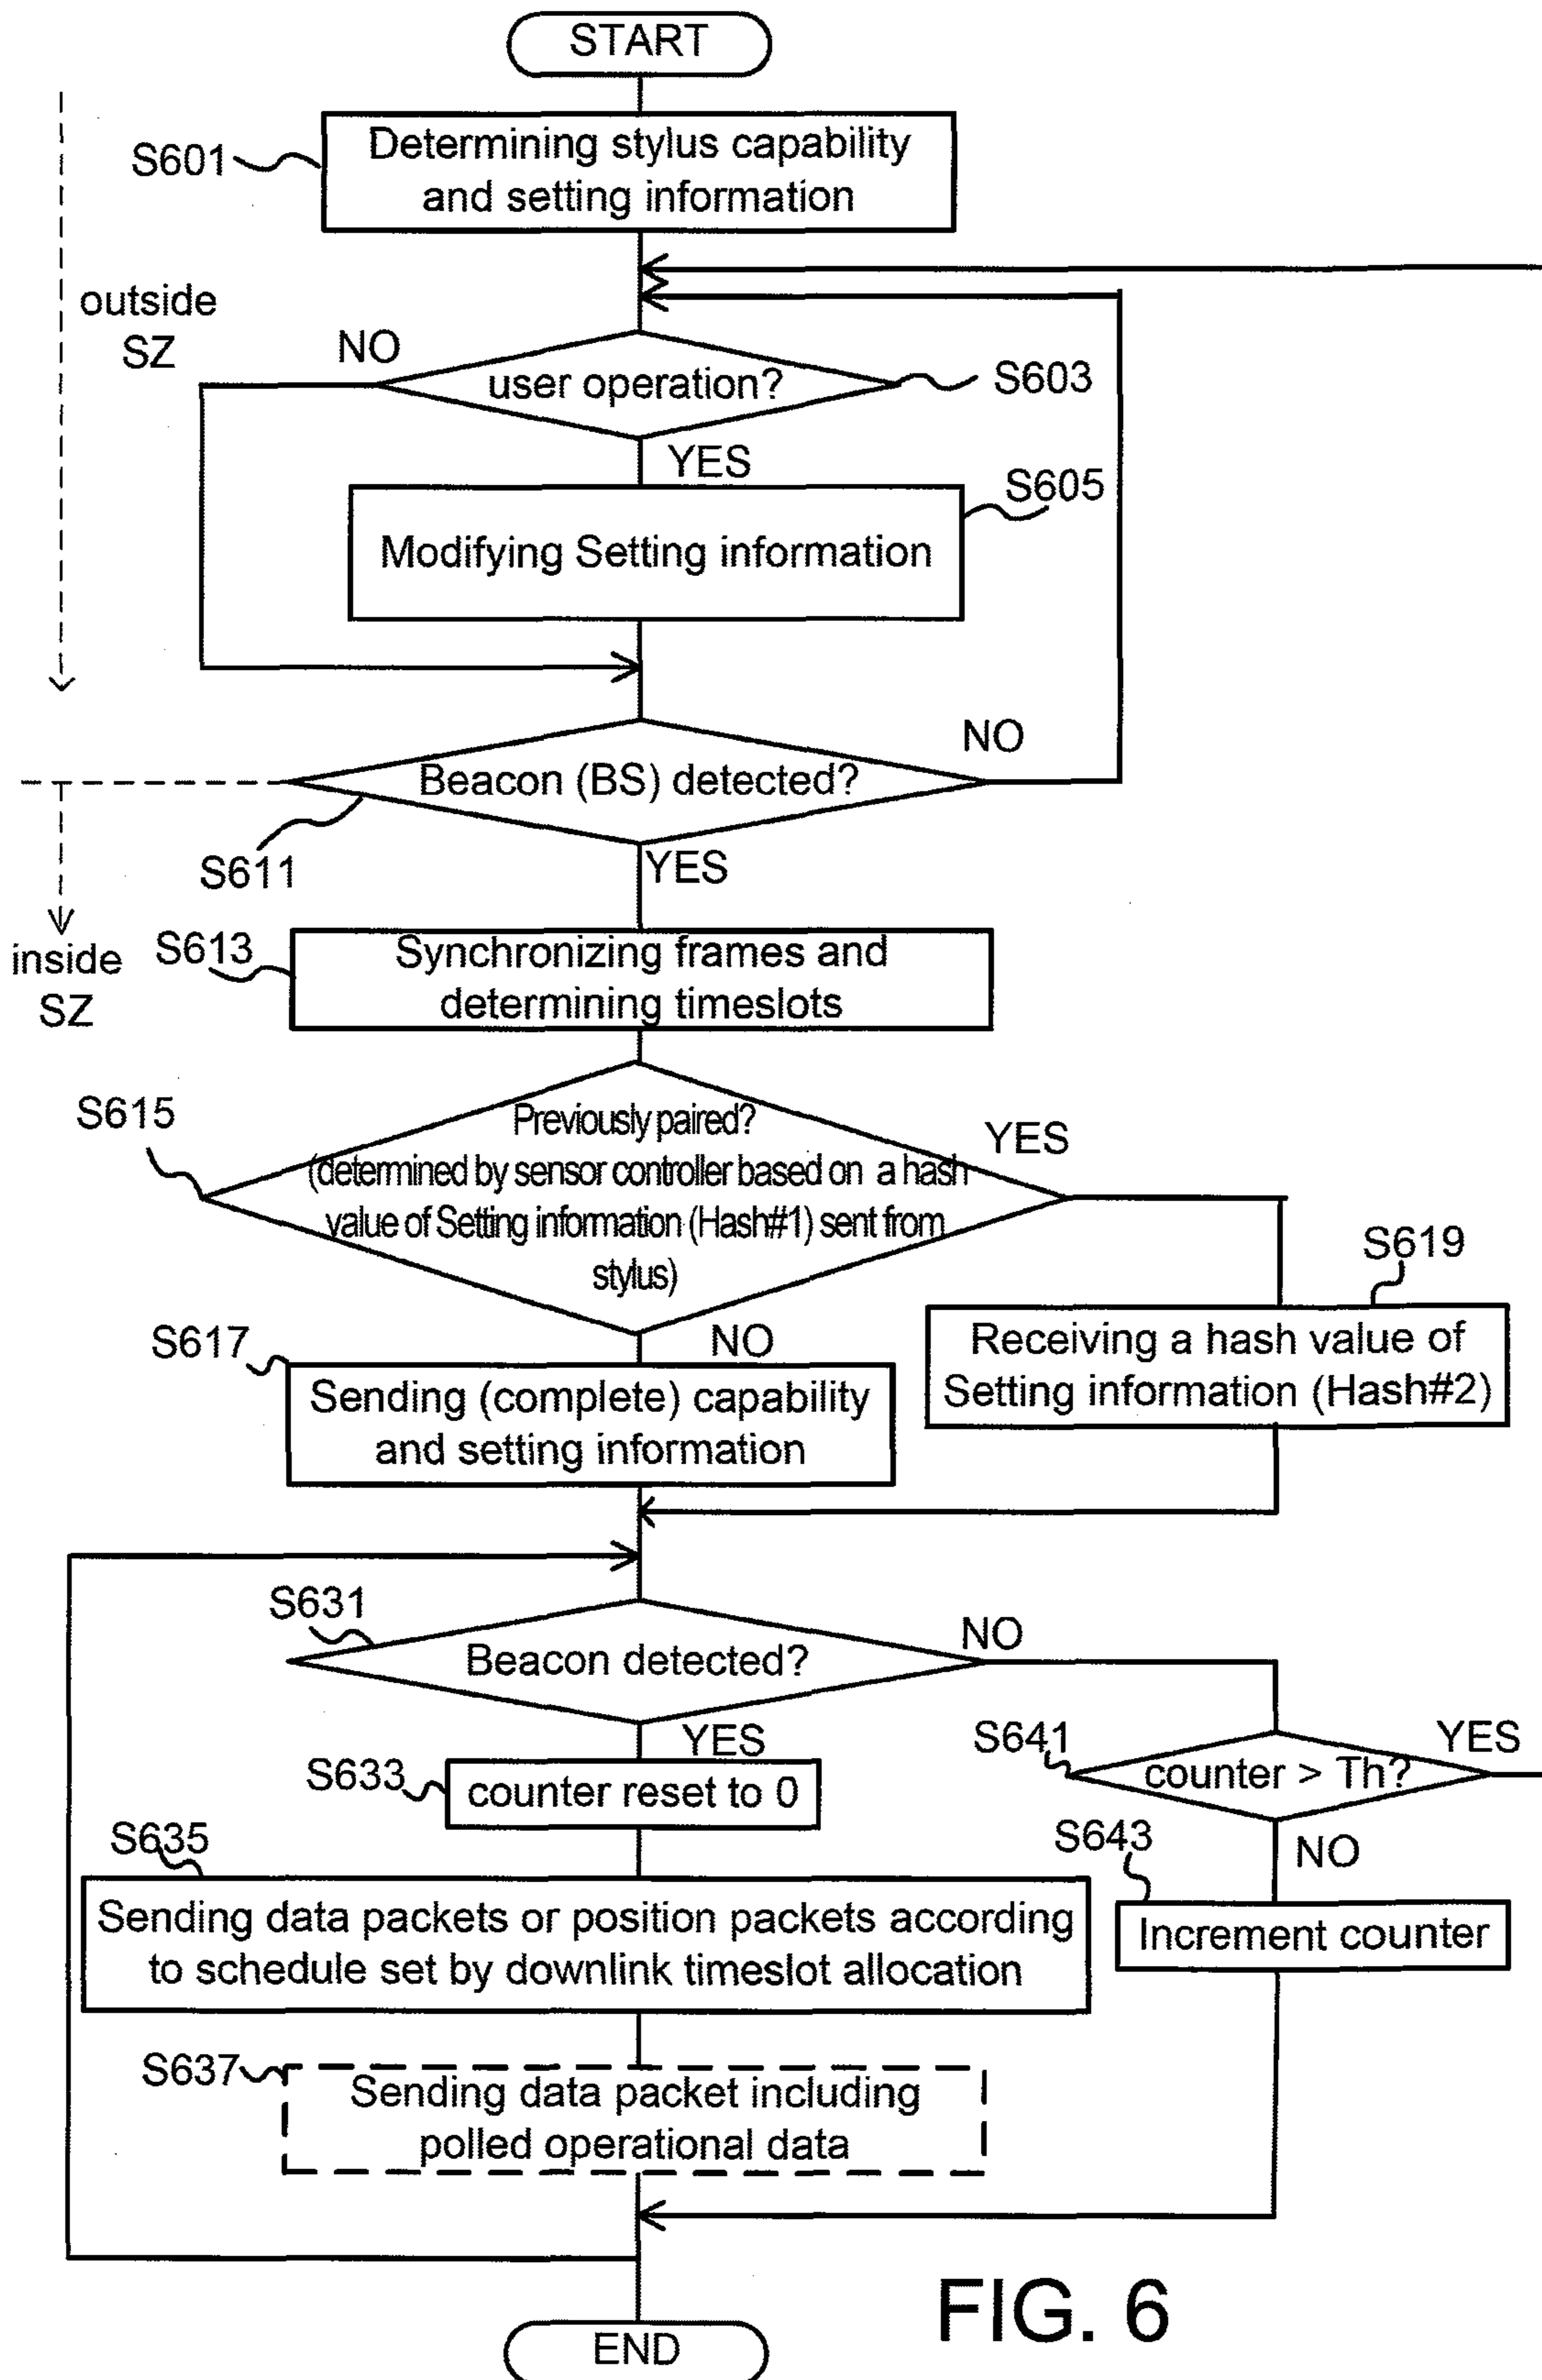 START
S601
Determining stylus capability
and setting information
outside
SZ
NO
user operation?
S603
YES
S605
Modifying Setting information
NO
Beacon (BS) detected?
S611
YES
inside
SZ
S613
Synchronizing frames and
determining timeslots
S615
Previously paired?
(determined by sensor controller based on a hash
value of Setting information (Hash#1) sent from
stylus)
YES
S619
Receiving a hash value of
Setting information (Hash#2)
S617
NO
Sending (complete) capability
and setting information
S631
Beacon detected?
NO
YES
S641
counter > Th?
YES
S633
counter reset to 0
S643
NO
Increment counter
S635
Sending data packets or position packets according
to schedule set by downlink timeslot allocation
S637
Sending data packet including
polled operational data
END
FIG. 6